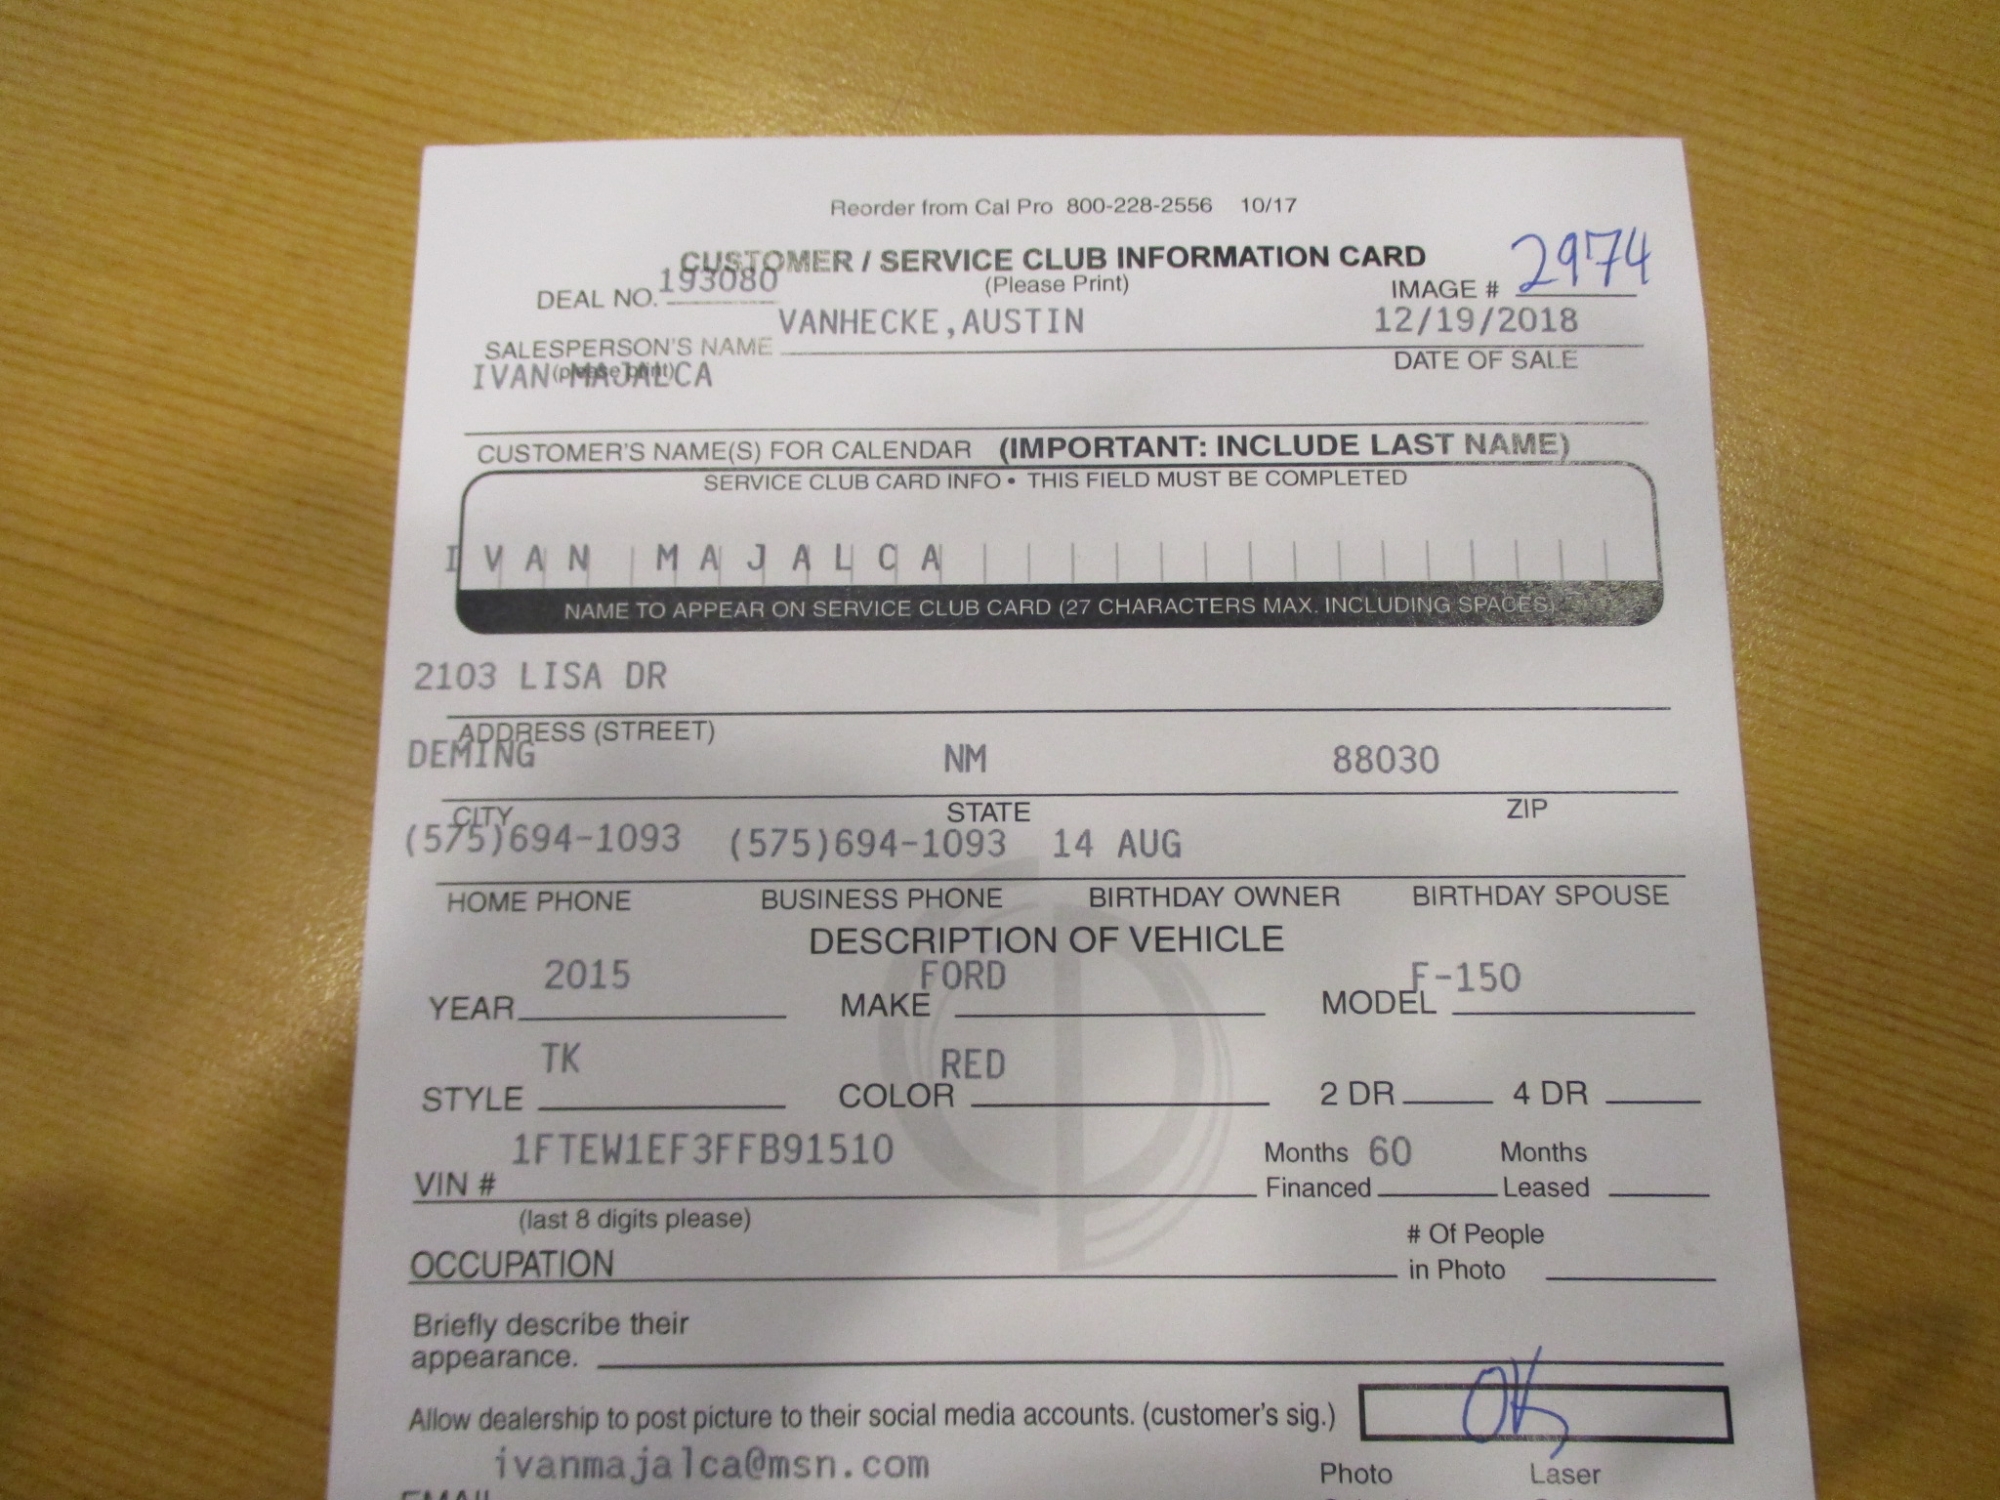 Reorder from Cal Pro 800-228-2556 10/17
CUSTOMER / SERVICE CLUB INFORMATION CARD
(Please Print)
DEAL NO. 193080 IMAGE # 2974
SALESPERSON'S NAME VANHECKE,AUSTIN 12/19/2018
(please print) DATE OF SALE
IVAN MAJALCA
CUSTOMER'S NAME(S) FOR CALENDAR (IMPORTANT: INCLUDE LAST NAME)
SERVICE CLUB CARD INFO • THIS FIELD MUST BE COMPLETED
IVAN MAJALCA
NAME TO APPEAR ON SERVICE CLUB CARD (27 CHARACTERS MAX. INCLUDING SPACES)
2103 LISA DR
ADDRESS (STREET)
DEMING NM 88030
CITY STATE ZIP
(575)694-1093 (575)694-1093 14 AUG
HOME PHONE BUSINESS PHONE BIRTHDAY OWNER BIRTHDAY SPOUSE
DESCRIPTION OF VEHICLE
YEAR 2015 MAKE FORD MODEL F-150
STYLE TK COLOR RED 2 DR 4 DR
VIN # 1FTEW1EF3FFB91510 Months Financed 60 Months Leased
(last 8 digits please)
OCCUPATION # Of People in Photo
Briefly describe their
appearance.
Allow dealership to post picture to their social media accounts. (customer's sig.) OK
ivanmajalca@msn.com Photo Laser
EMAIL